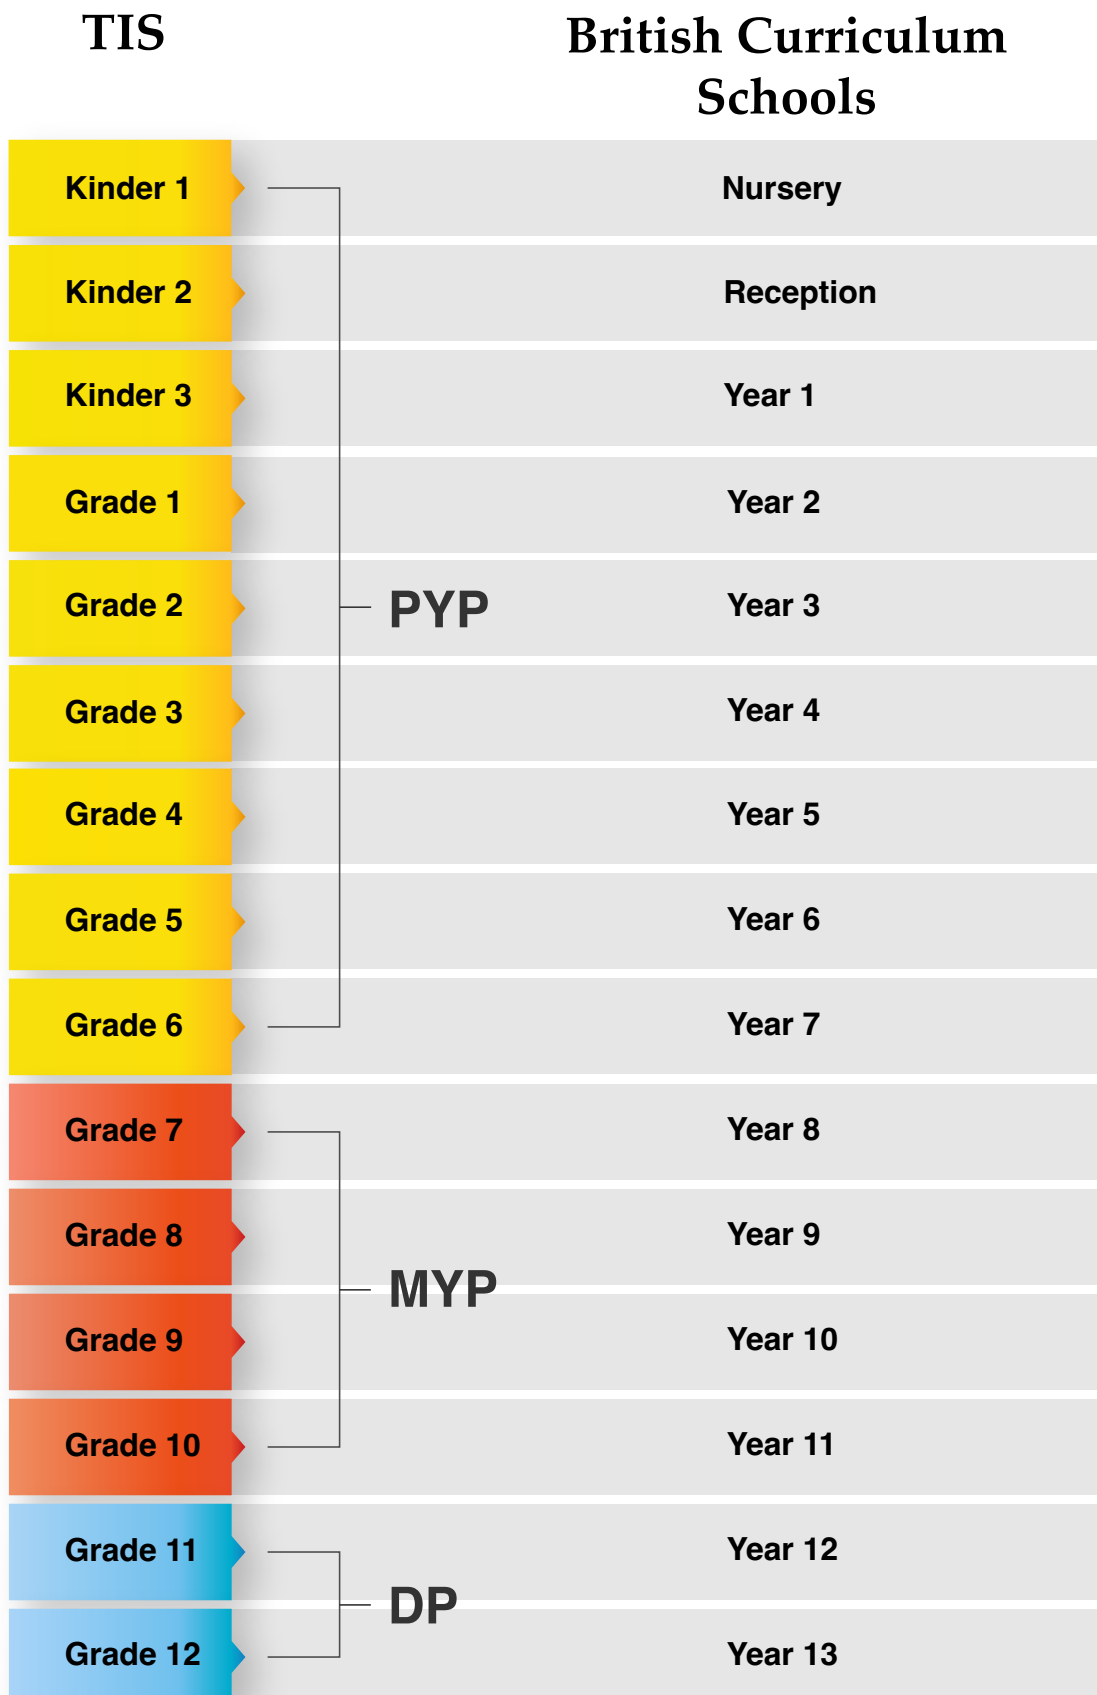 TIS
British Curriculum
Schools
Kinder 1
Nursery
Kinder 2
Reception
Kinder 3
Year 1
Grade 1
Year 2
Grade 2
PYP
Year 3
Grade 3
Year 4
Grade 4
Year 5
Grade 5
Year 6
Grade 6
Year 7
Grade 7
Year 8
Grade 8
Year 9
MYP
Grade 9
Year 10
Grade 10
Year 11
Grade 11
Year 12
DP
Grade 12
Year 13